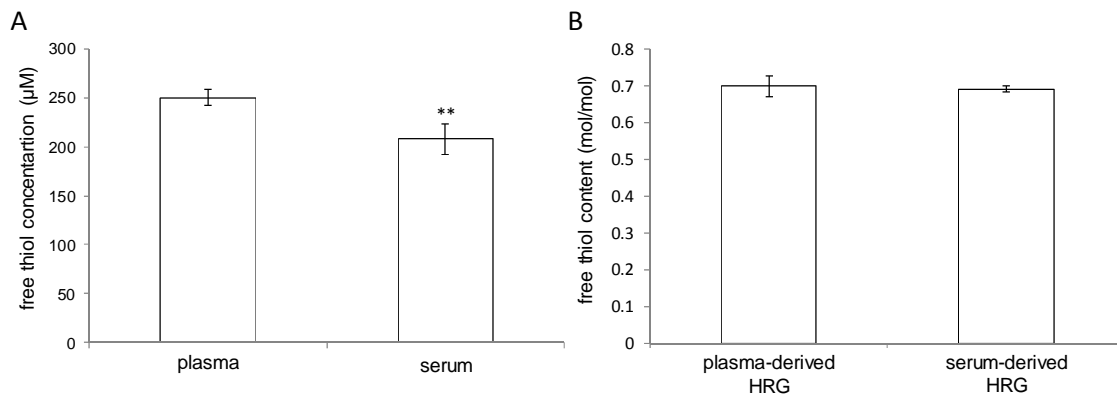 A
free thiol concentartion (µM)
300
250
200
150
100
50
0
**
plasma
serum
B
free thiol content (mol/mol)
0.8
0.7
0.6
0.5
0.4
0.3
0.2
0.1
0
plasma-derived
HRG
serum-derived
HRG